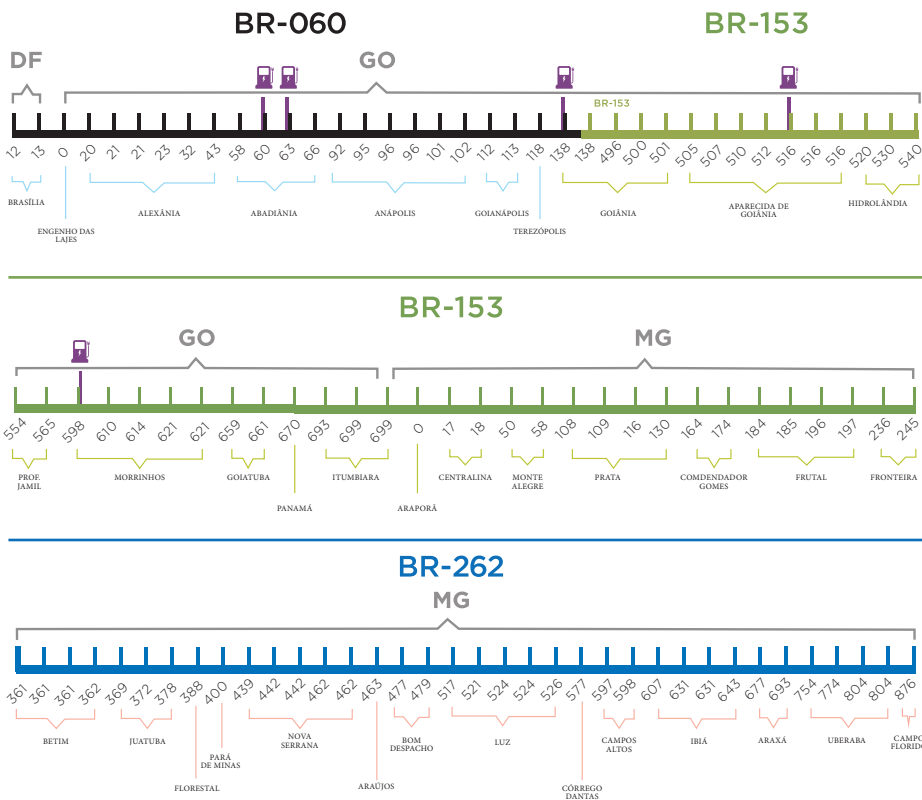 BR-060
BR-153
DF
GO
BR-153
12 13 0 20 21 21 23 32 43 58 60 63 66 92 95 96 96 101 102 112 113 118 138 138 496 500 501 505 507 510 512 516 516 516 520 530 540
BRASÍLIA
ENGENHO DAS
LAJES
ALEXÂNIA
ABADIÂNIA
ANÁPOLIS
GOIANÁPOLIS
TEREZÓPOLIS
GOIÂNIA
APARECIDA DE
GOIÂNIA
HIDROLÂNDIA
BR-153
GO
MG
554 565 598 610 614 621 621 659 661 670 693 699 699 0 17 18 50 58 108 109 116 130 164 174 184 185 196 197 236 245
PROF.
JAMIL
MORRINHOS
GOIATUBA
PANAMÁ
ITUMBIARA
ARAPORÃ
CENTRALINA
MONTE
ALEGRE
PRATA
COMDENDADOR
GOMES
FRUTAL
FRONTEIRA
BR-262
MG
361 361 361 362 369 372 378 388 400 439 442 442 462 462 463 477 479 517 521 524 524 526 577 597 598 607 631 631 643 677 693 754 774 804 804 876
BETIM
JUATUBA
FLORESTAL
PARÁ
DE MINAS
NOVA
SERRANA
ARAÚJOS
BOM
DESPACHO
LUZ
CÓRREGO
DANTAS
CAMPOS
ALTOS
IBIÁ
ARAXÁ
UBERABA
CAMPO
FLORIDO